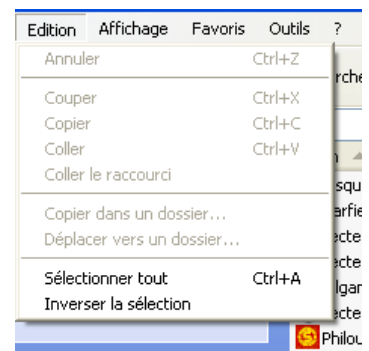 Edition Affichage Favoris Outils ?
Annuler Ctrl+Z
Couper Ctrl+X
Copier Ctrl+C
Coller Ctrl+V
Coller le raccourci
Copier dans un dossier...
Déplacer vers un dossier...
Sélectionner tout Ctrl+A
Inverser la sélection